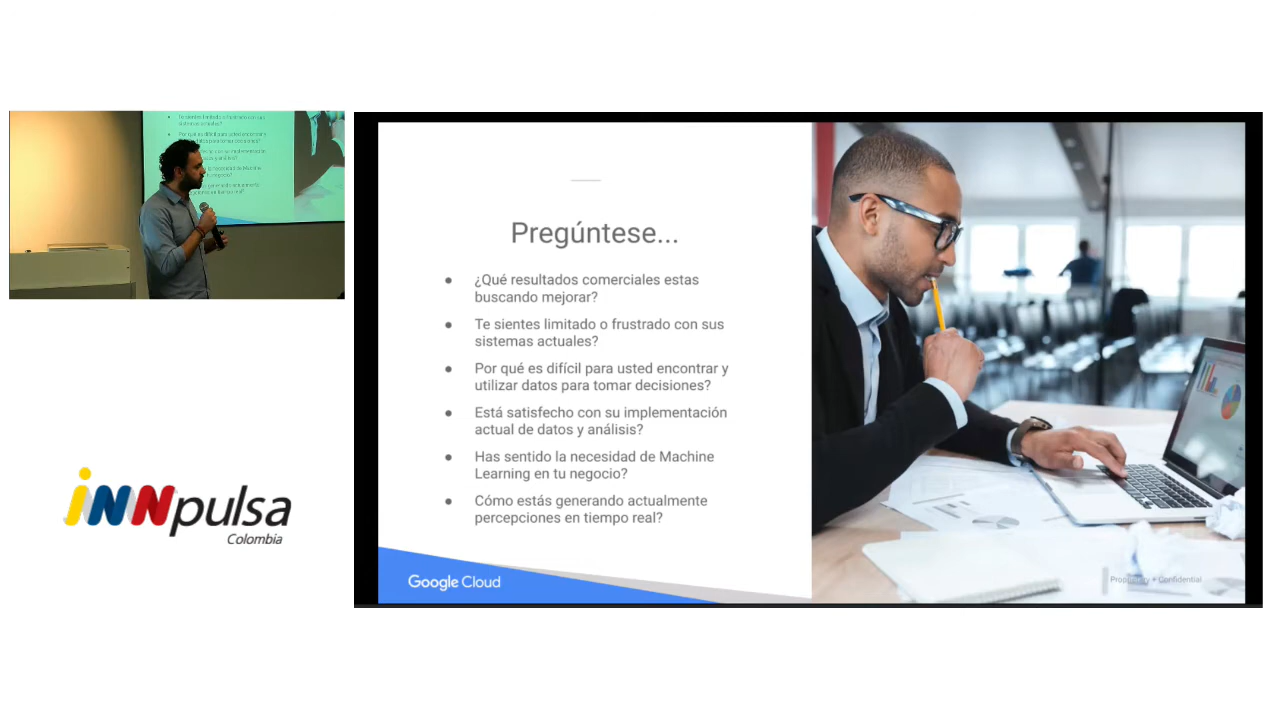 Pregúntese...
¿Qué resultados comerciales estas
buscando mejorar?
Te sientes limitado o frustrado con sus
sistemas actuales?
Por qué es difícil para usted encontrar y
utilizar datos para tomar decisiones?
Está satisfecho con su implementación
actual de datos y análisis?
Has sentido la necesidad de Machine
Learning en tu negocio?
Cómo estás generando actualmente
percepciones en tiempo real?
Google Cloud
Proprietary + Confidential
iNNpulsa
Colombia